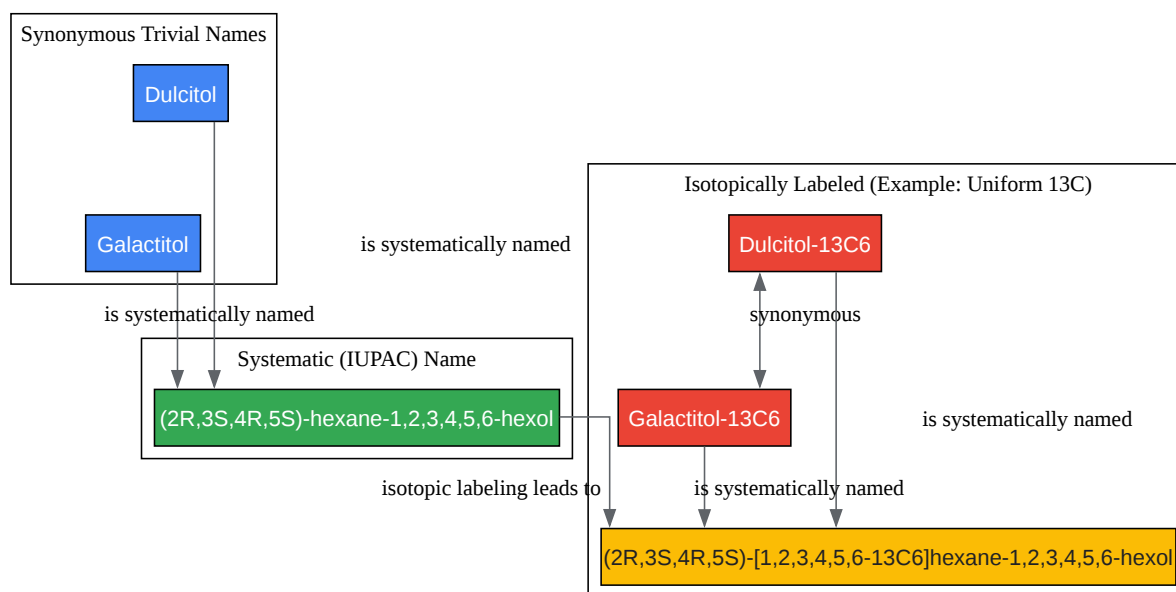 Synonymous Trivial Names
Dulcitol
Galactitol
is systematically named
is systematically named
Systematic (IUPAC) Name
(2R,3S,4R,5S)-hexane-1,2,3,4,5,6-hexol
isotopic labeling leads to
Isotopically Labeled (Example: Uniform 13C)
Dulcitol-13C6
synonymous
Galactitol-13C6
is systematically named
is systematically named
(2R,3S,4R,5S)-[1,2,3,4,5,6-13C6]hexane-1,2,3,4,5,6-hexol